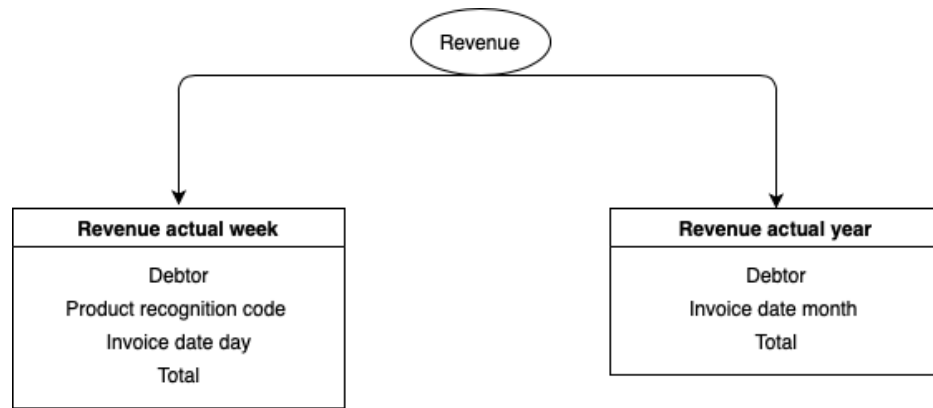 Revenue
Revenue actual week
Debtor
Product recognition code
Invoice date day
Total
Revenue actual year
Debtor
Invoice date month
Total